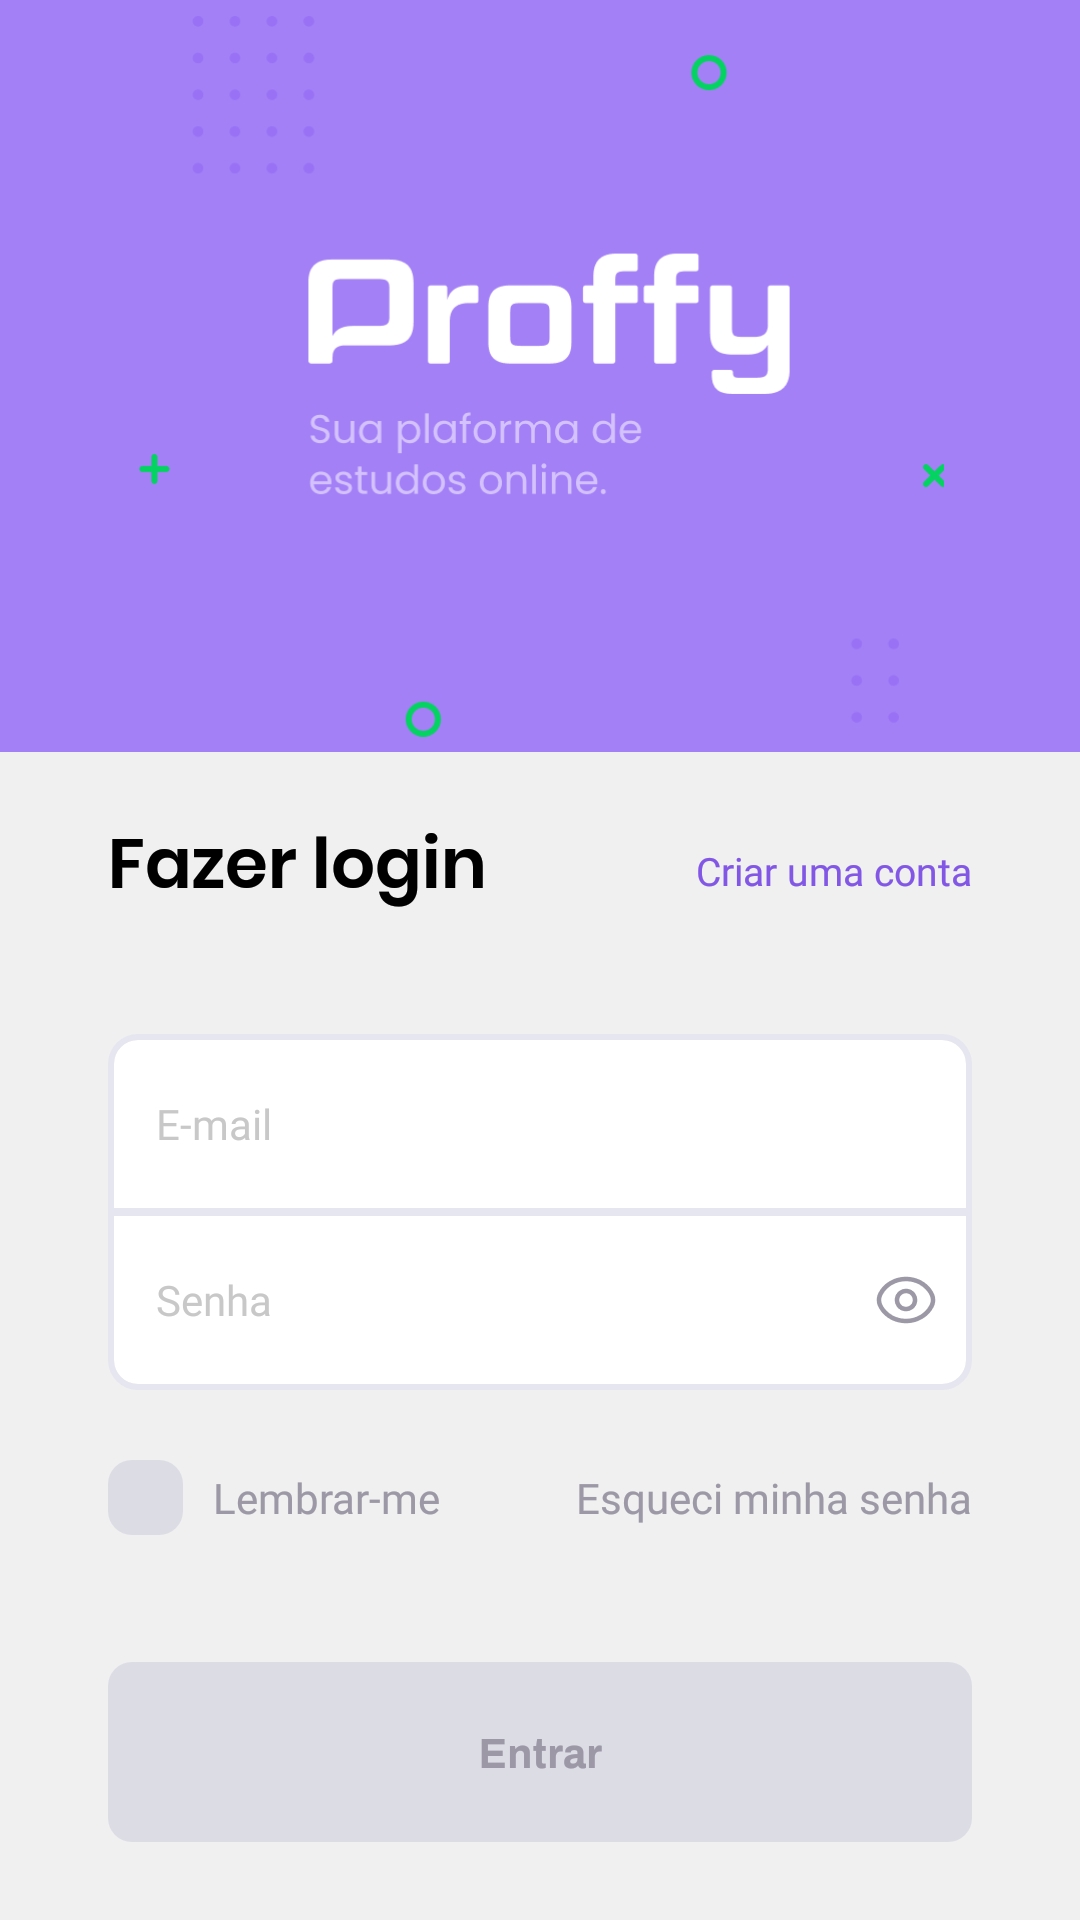 Proffy
Sua plaforma de
estudos online.
Fazer login
Criar uma conta
E-mail
Senha
Lembrar-me
Esqueci minha senha
Entrar